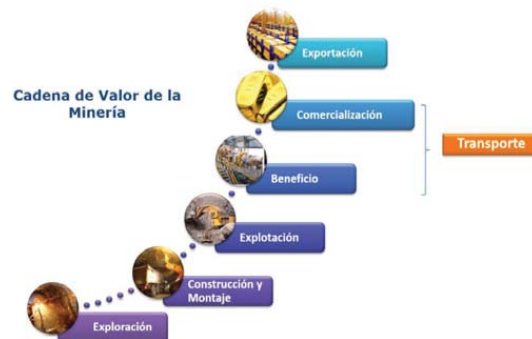 Exportación
Cadena de Valor de la
Minería
Comercialización
Transporte
Beneficio
Explotación
Construcción y
Montaje
Exploración